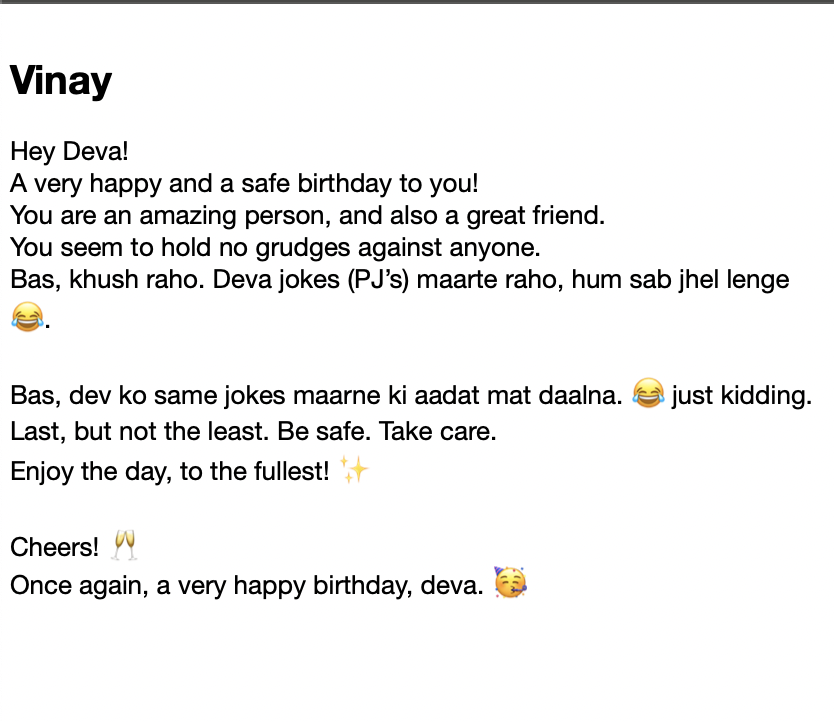 Vinay
Hey Deva!
A very happy and a safe birthday to you!
You are an amazing person, and also a great friend.
You seem to hold no grudges against anyone.
Bas, khush raho. Deva jokes (PJ’s) maarte raho, hum sab jhel lenge
😂.
Bas, dev ko same jokes maarne ki aadat mat daalna. 😂 just kidding.
Last, but not the least. Be safe. Take care.
Enjoy the day, to the fullest! ✨
Cheers! 🥂
Once again, a very happy birthday, deva. 🥳